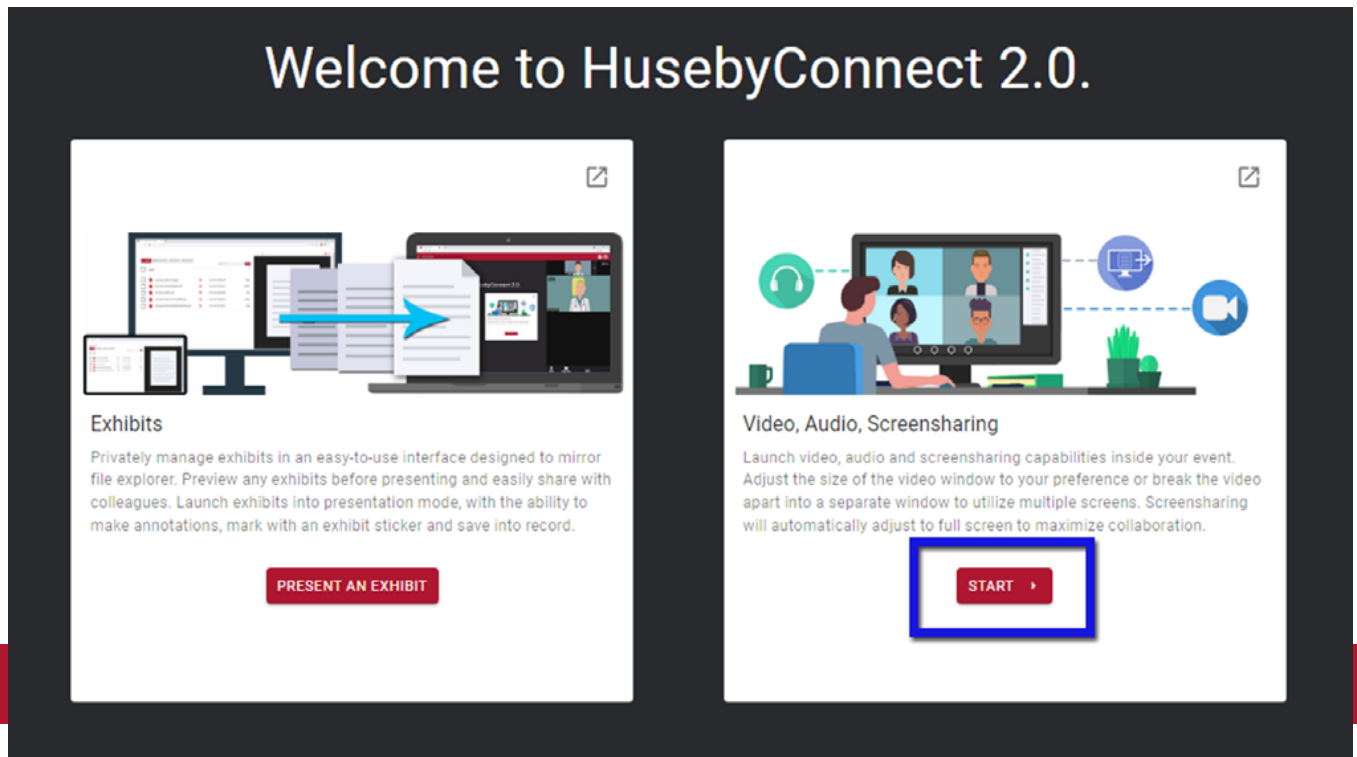 Welcome to HusebyConnect 2.0.
Exhibits
Privately manage exhibits in an easy-to-use interface designed to mirror
file explorer. Preview any exhibits before presenting and easily share with
colleagues. Launch exhibits into presentation mode, with the ability to
make annotations, mark with an exhibit sticker and save into record.
PRESENT AN EXHIBIT
Video, Audio, Screensharing
Launch video, audio and screensharing capabilities inside your event.
Adjust the size of the video window to your preference or break the video
apart into a separate window to utilize multiple screens. Screensharing
will automatically adjust to full screen to maximize collaboration.
START